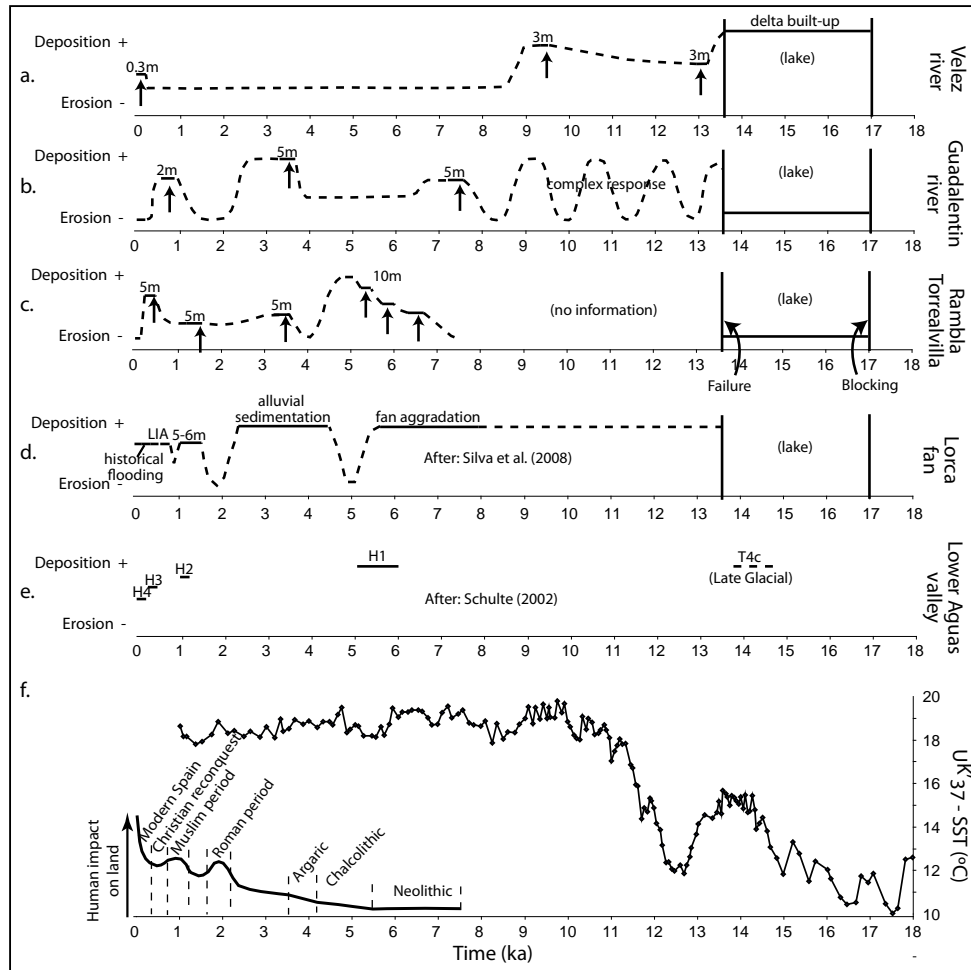 a.
Deposition +
Erosion -
0.3m
3m
3m
delta built-up
(lake)
Velez
river
0 1 2 3 4 5 6 7 8 9 10 11 12 13 14 15 16 17 18
b.
Deposition +
Erosion -
2m
5m
5m
complex response
(lake)
Guadalentin
river
0 1 2 3 4 5 6 7 8 9 10 11 12 13 14 15 16 17 18
c.
Deposition +
Erosion -
5m
5m
5m
10m
(no information)
(lake)
Rambla
Torrealvilla
0 1 2 3 4 5 6 7 8 9 10 11 12 13 14 15 16 17 18
Failure
Blocking
d.
Deposition +
Erosion -
LIA
5-6m
historical
flooding
alluvial
sedimentation
fan aggradation
After: Silva et al. (2008)
(lake)
Lorca
fan
0 1 2 3 4 5 6 7 8 9 10 11 12 13 14 15 16 17 18
e.
Deposition +
Erosion -
H4
H3
H2
H1
After: Schulte (2002)
T4c
(Late Glacial)
Lower Aguas
valley
0 1 2 3 4 5 6 7 8 9 10 11 12 13 14 15 16 17 18
f.
Human impact
on land
Modern Spain
Christian reconquest
Muslim period
Roman period
Argaric
Chalcolithic
Neolithic
20
18
16
14
12
10
UK'37 - SST (°C)
0 1 2 3 4 5 6 7 8 9 10 11 12 13 14 15 16 17 18
Time (ka)
-